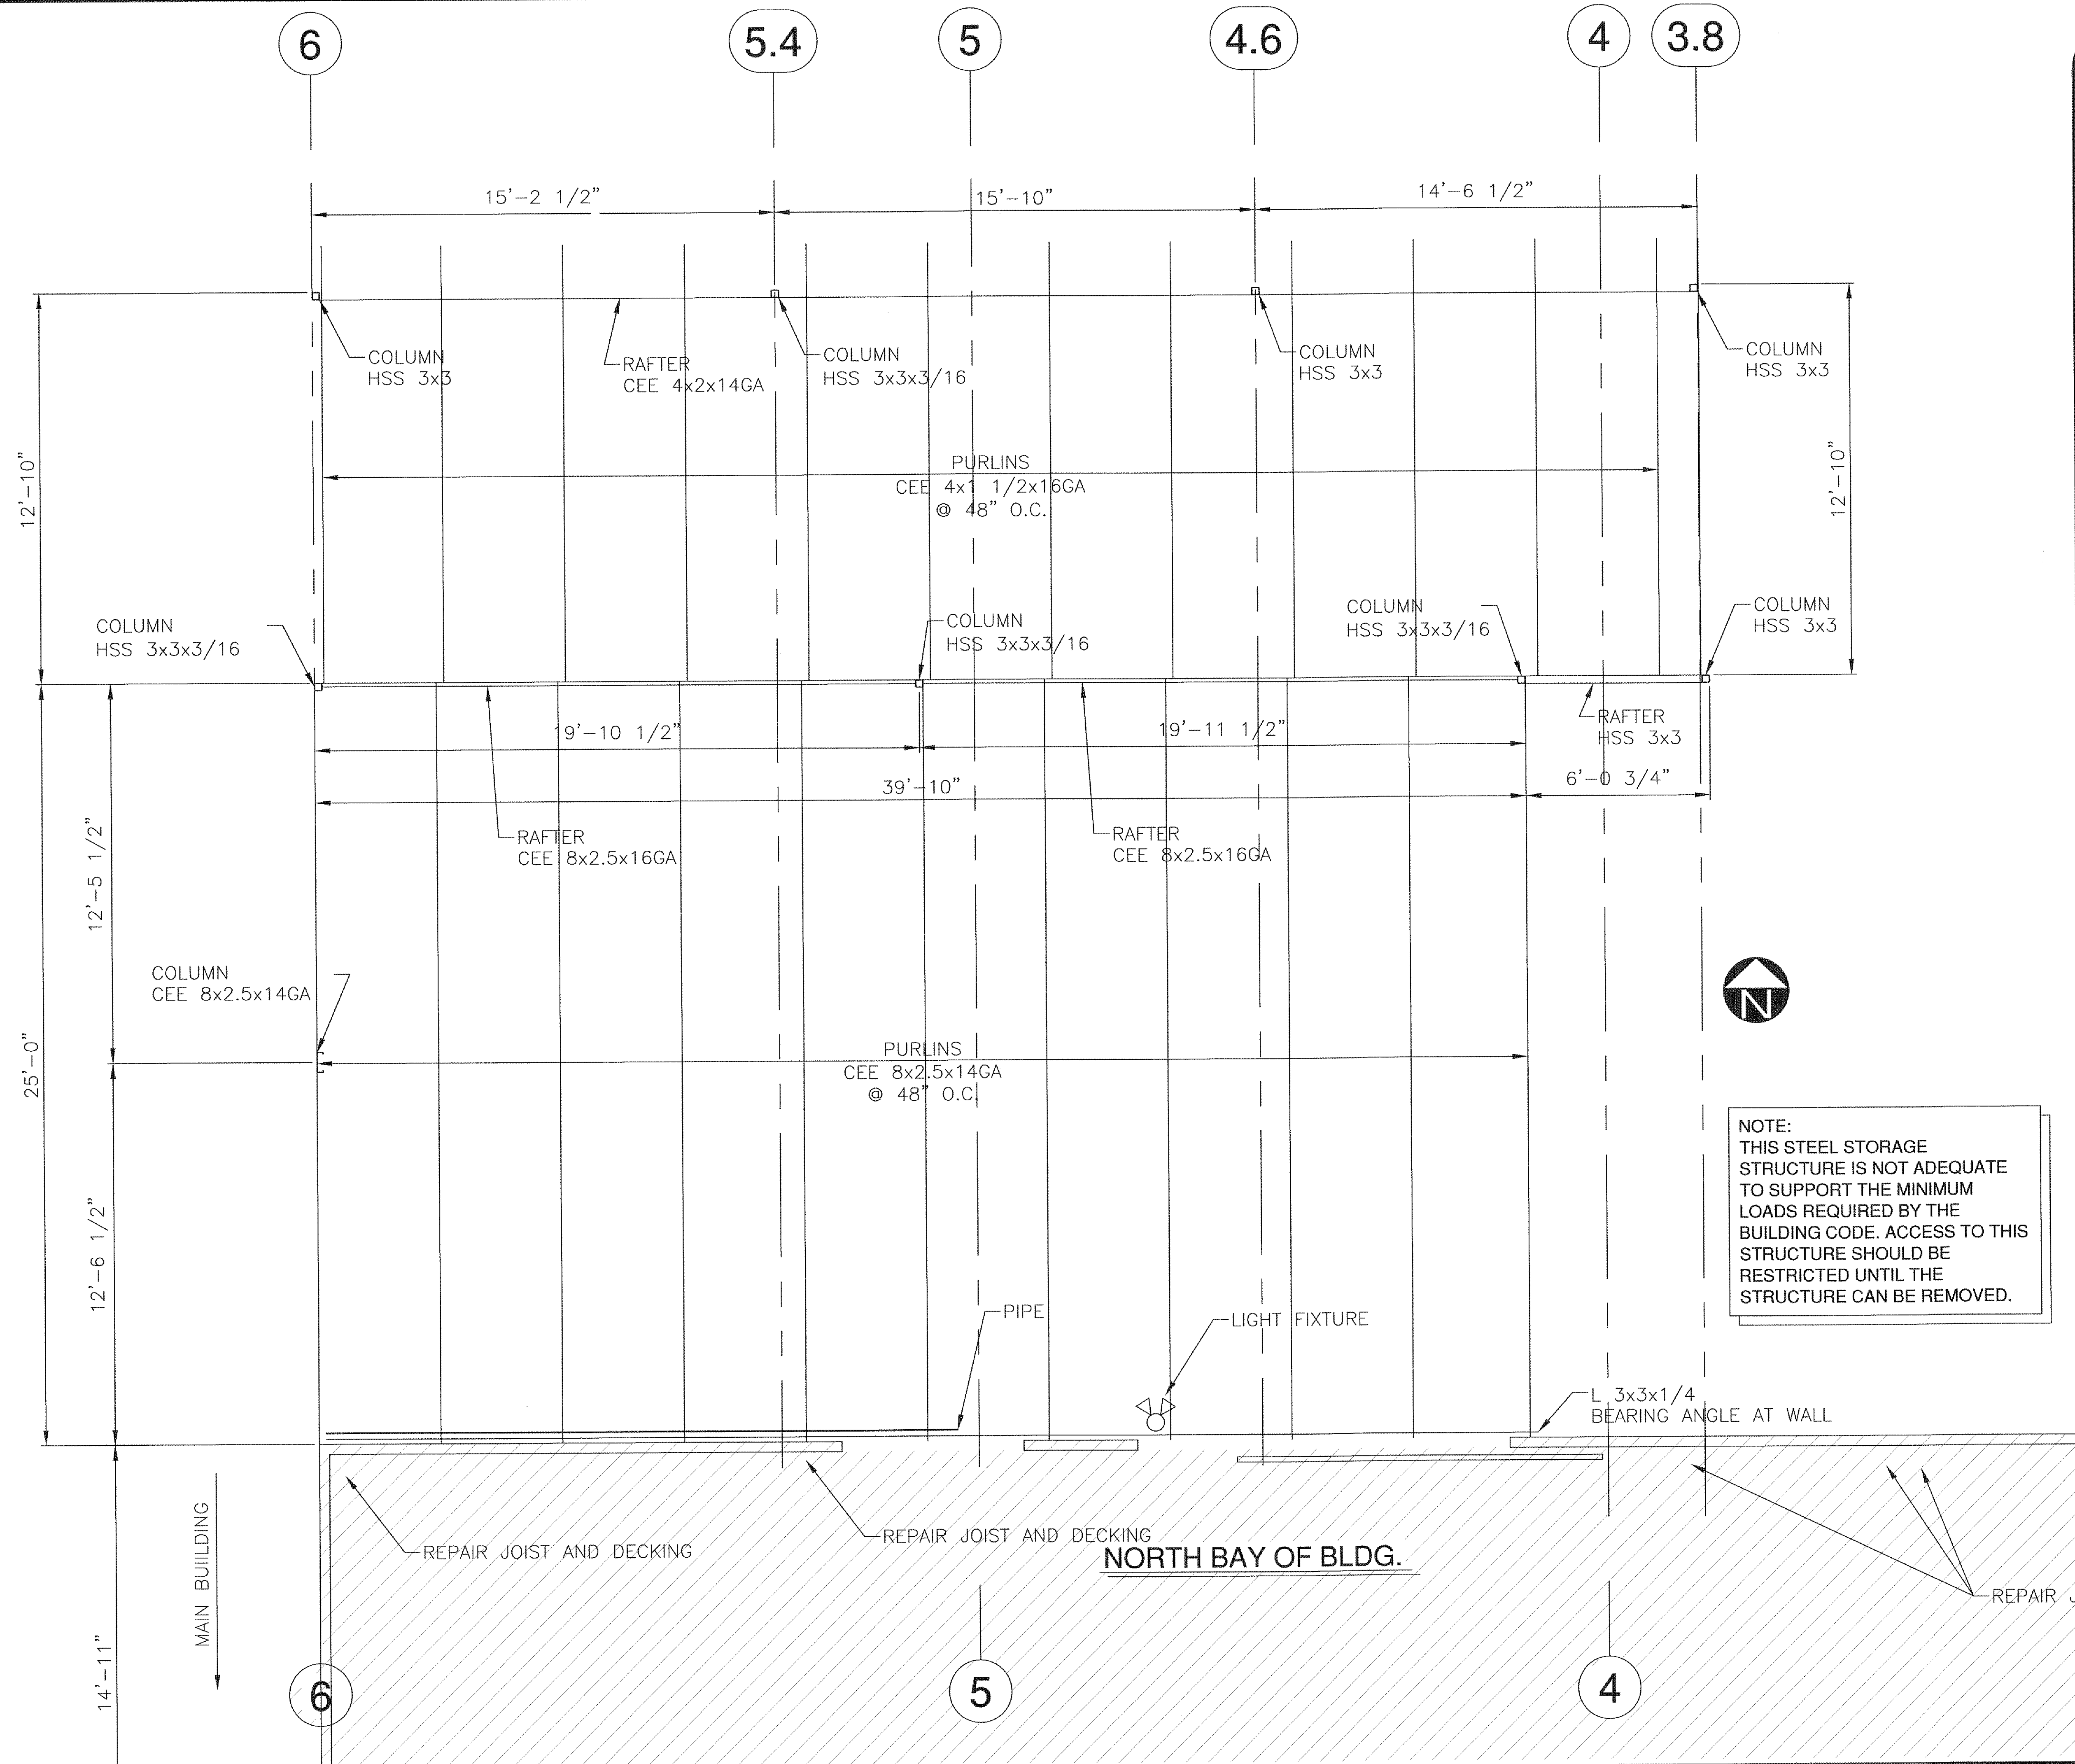 6
5.4
5
4.6
4
3.8
15'-2 1/2"
15'-10"
14'-6 1/2"
COLUMN
HSS 3x3
RAFTER
CEE 4x2x14GA
COLUMN
HSS 3x3x3/16
COLUMN
HSS 3x3
COLUMN
HSS 3x3
12'-10"
PURLINS
CEE 4x1 1/2x16GA
@ 48" O.C.
12'-10"
COLUMN
HSS 3x3x3/16
COLUMN
HSS 3x3x3/16
COLUMN
HSS 3x3x3/16
COLUMN
HSS 3x3
19'-10 1/2"
19'-11 1/2"
RAFTER
HSS 3x3
39'-10"
6'-0 3/4"
RAFTER
CEE 8x2.5x16GA
RAFTER
CEE 8x2.5x16GA
12'-5 1/2"
COLUMN
CEE 8x2.5x14GA
N
25'-0"
PURLINS
CEE 8x2.5x14GA
@ 48" O.C.
NOTE:
THIS STEEL STORAGE
STRUCTURE IS NOT ADEQUATE
TO SUPPORT THE MINIMUM
LOADS REQUIRED BY THE
BUILDING CODE. ACCESS TO THIS
STRUCTURE SHOULD BE
RESTRICTED UNTIL THE
STRUCTURE CAN BE REMOVED.
12'-6 1/2"
PIPE
LIGHT FIXTURE
L 3x3x1/4
BEARING ANGLE AT WALL
MAIN BUIILDING
REPAIR JOIST AND DECKING
REPAIR JOIST AND DECKING
NORTH BAY OF BLDG.
REPAIR
14'-11"
6
5
4